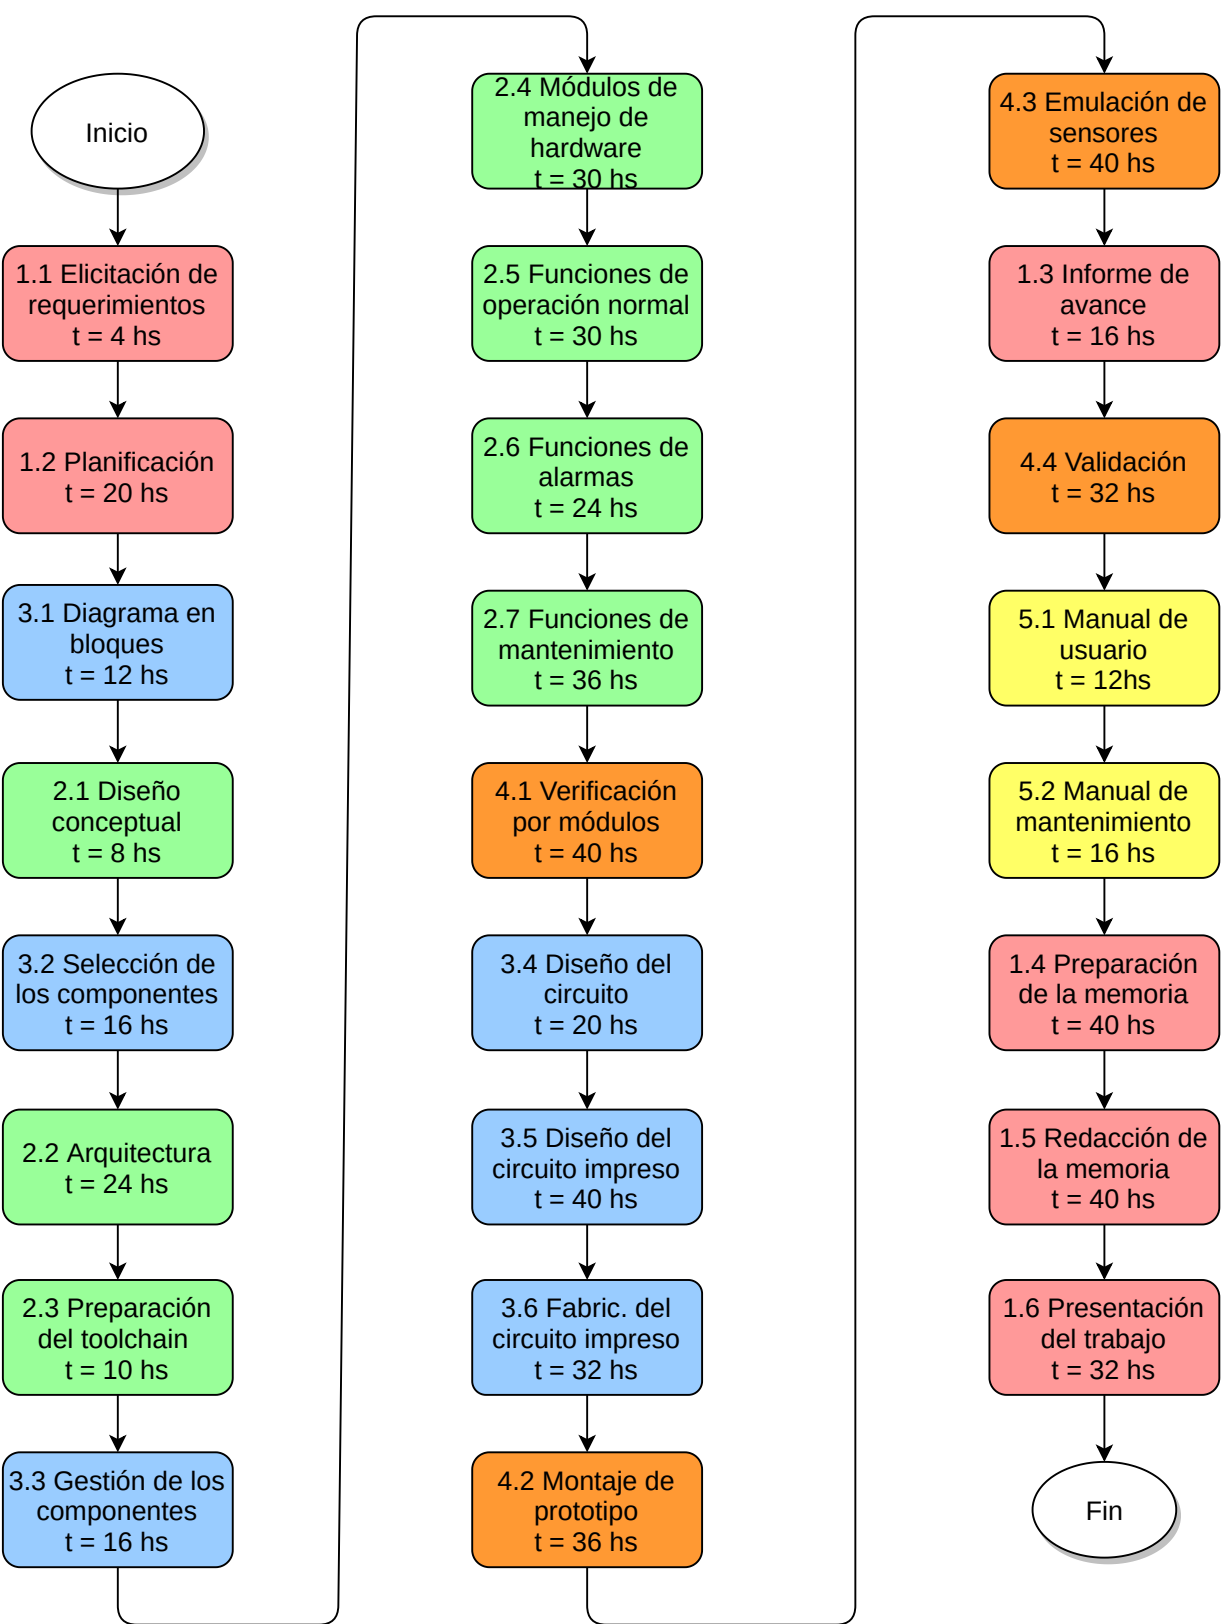 Inicio
1.1 Elicitación de
requerimientos
t = 4 hs
1.2 Planificación
t = 20 hs
3.1 Diagrama en
bloques
t = 12 hs
2.1 Diseño
conceptual
t = 8 hs
3.2 Selección de
los componentes
t = 16 hs
2.2 Arquitectura
t = 24 hs
2.3 Preparación
del toolchain
t = 10 hs
3.3 Gestión de los
componentes
t = 16 hs
2.4 Módulos de
manejo de
hardware
t = 30 hs
2.5 Funciones de
operación normal
t = 30 hs
2.6 Funciones de
alarmas
t = 24 hs
2.7 Funciones de
mantenimiento
t = 36 hs
4.1 Verificación
por módulos
t = 40 hs
3.4 Diseño del
circuito
t = 20 hs
3.5 Diseño del
circuito impreso
t = 40 hs
3.6 Fabric. del
circuito impreso
t = 32 hs
4.2 Montaje de
prototipo
t = 36 hs
4.3 Emulación de
sensores
t = 40 hs
1.3 Informe de
avance
t = 16 hs
4.4 Validación
t = 32 hs
5.1 Manual de
usuario
t = 12hs
5.2 Manual de
mantenimiento
t = 16 hs
1.4 Preparación
de la memoria
t = 40 hs
1.5 Redacción de
la memoria
t = 40 hs
1.6 Presentación
del trabajo
t = 32 hs
Fin